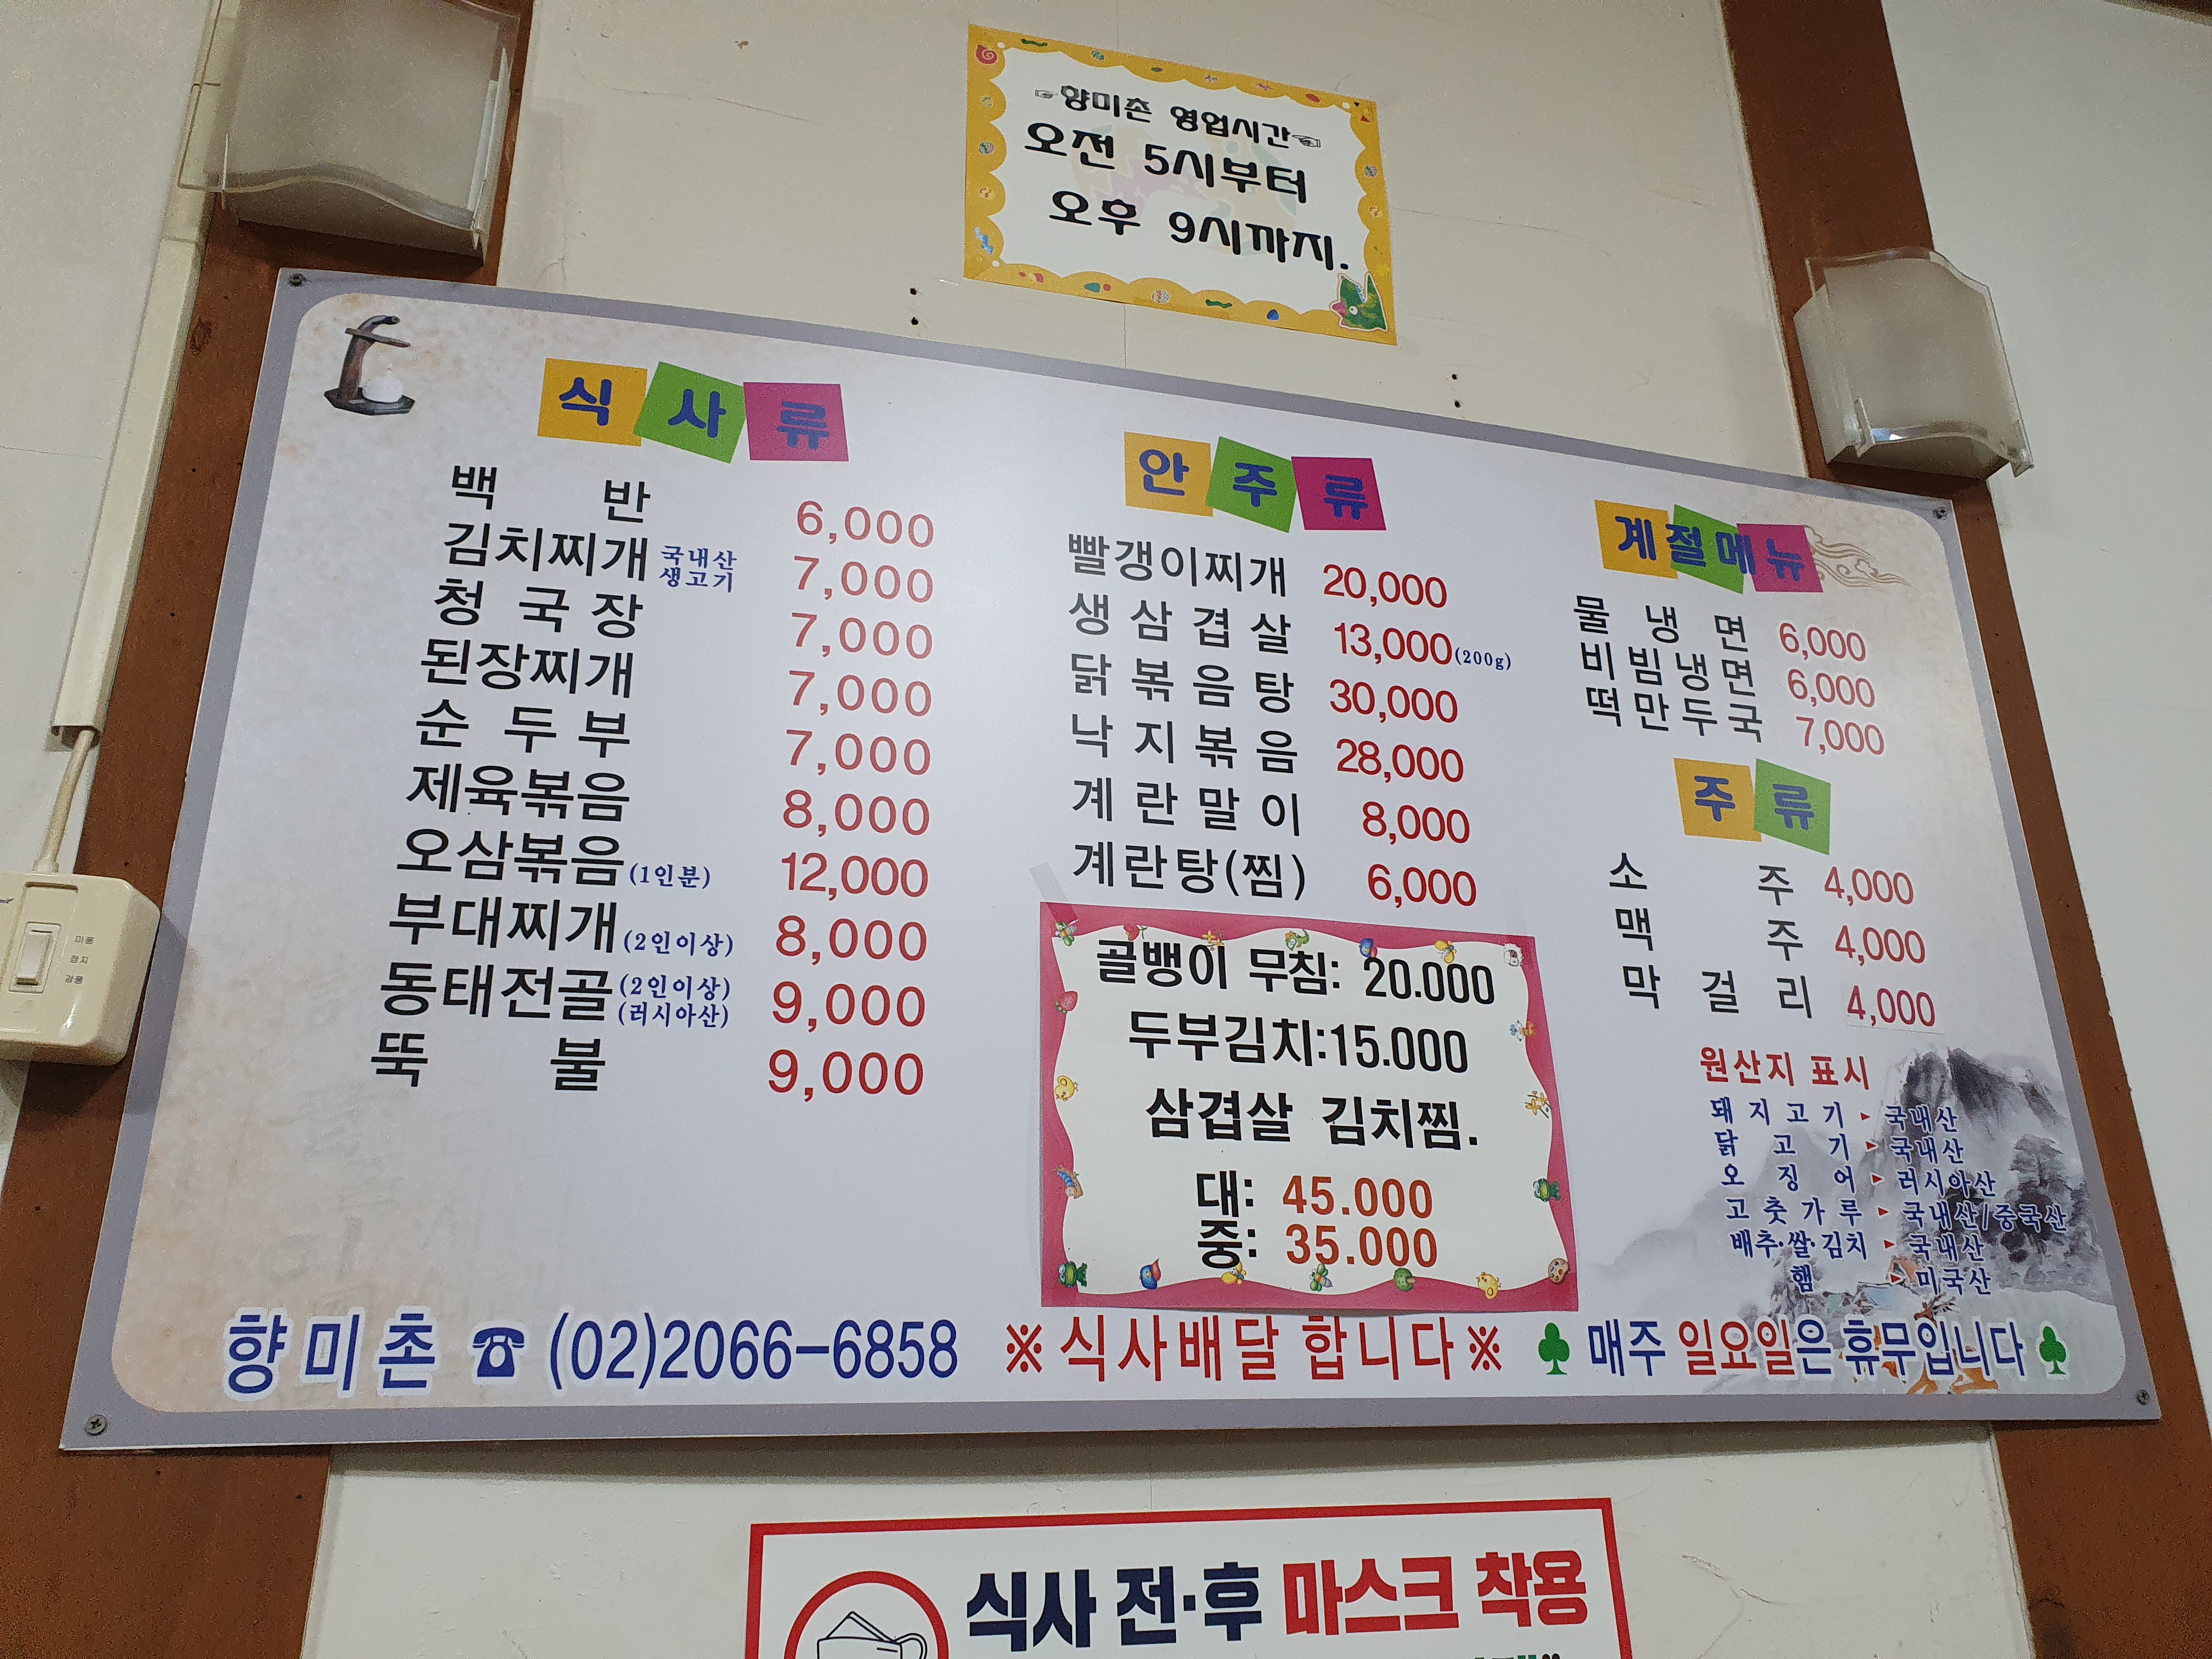 ☞향미촌 영업시간☜
오전 5시부터
오후 9시까지.
식사류
백반 6,000
김치찌개 국내산 생고기 7,000
청국장 7,000
된장찌개 7,000
순두부 7,000
제육볶음 8,000
오삼볶음(1인분) 12,000
부대찌개(2인이상) 8,000
동태전골(2인이상)(러시아산) 9,000
뚝불 9,000
안주류
빨갱이찌개 20,000
생삼겹살 13,000(200g)
닭볶음탕 30,000
낙지볶음 28,000
계란말이 8,000
계란탕(찜) 6,000
골뱅이 무침: 20.000
두부김치:15.000
삼겹살 김치찜.
대: 45.000
중: 35.000
계절메뉴
물냉면 6,000
비빔냉면 6,000
떡만두국 7,000
주류
소주 4,000
맥주 4,000
막걸리 4,000
원산지 표시
돼지고기 ▸ 국내산
닭고기 ▸ 국내산
오징어 ▸ 러시아산
고춧가루 ▸ 국내산/중국산
배추·쌀·김치 ▸ 국내산
햄 ▸ 미국산
향미촌 ☎ (02)2066-6858 ※식사배달 합니다※ ♣ 매주 일요일은 휴무입니다 ♣
미풍
정지
강풍
식사 전·후 마스크 착용